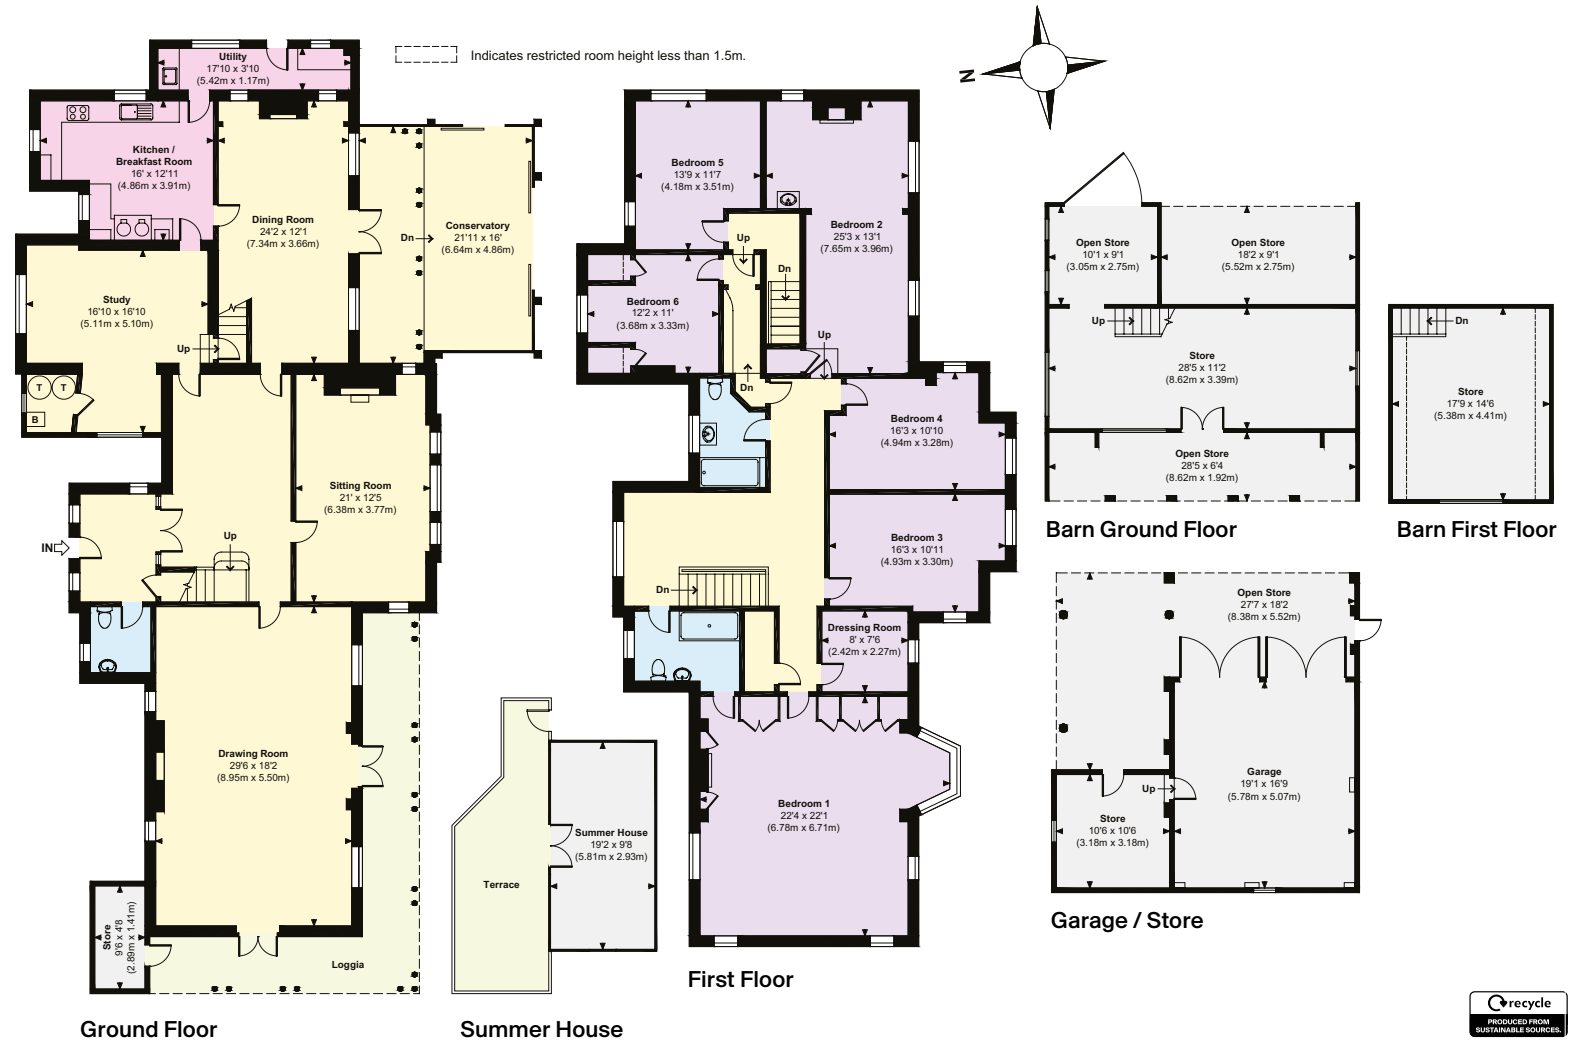 Indicates restricted room height less than 1.5m.
N
Utility
17'10 x 3'10
(5.42m x 1.17m)
Kitchen /
Breakfast Room
16' x 12'11
(4.86m x 3.91m)
Dining Room
24'2 x 12'1
(7.34m x 3.66m)
Dn
Conservatory
21'11 x 16'
(6.64m x 4.86m)
Study
16'10 x 16'10
(5.11m x 5.10m)
Up
T
T
B
Sitting Room
21' x 12'5
(6.38m x 3.77m)
Up
IN
Drawing Room
29'6 x 18'2
(8.95m x 5.50m)
Store
9'6 x 4'8
(2.89m x 1.41m)
Loggia
Ground Floor
Terrace
Summer House
19'2 x 9'8
(5.81m x 2.93m)
Summer House
Bedroom 5
13'9 x 11'7
(4.18m x 3.51m)
Bedroom 2
25'3 x 13'1
(7.65m x 3.96m)
Up
Dn
Bedroom 6
12'2 x 11'
(3.68m x 3.33m)
Up
Dn
Bedroom 4
16'3 x 10'10
(4.94m x 3.28m)
Bedroom 3
16'3 x 10'11
(4.93m x 3.30m)
Dn
Dressing Room
8' x 7'6
(2.42m x 2.27m)
Bedroom 1
22'4 x 22'1
(6.78m x 6.71m)
First Floor
Open Store
10'1 x 9'1
(3.05m x 2.75m)
Open Store
18'2 x 9'1
(5.52m x 2.75m)
Up
Store
28'5 x 11'2
(8.62m x 3.39m)
Open Store
28'5 x 6'4
(8.62m x 1.92m)
Barn Ground Floor
Dn
Store
17'9 x 14'6
(5.38m x 4.41m)
Barn First Floor
Open Store
27'7 x 18'2
(8.38m x 5.52m)
Garage
19'1 x 16'9
(5.78m x 5.07m)
Up
Store
10'6 x 10'6
(3.18m x 3.18m)
Garage / Store
recycle
PRODUCED FROM
SUSTAINABLE SOURCES.